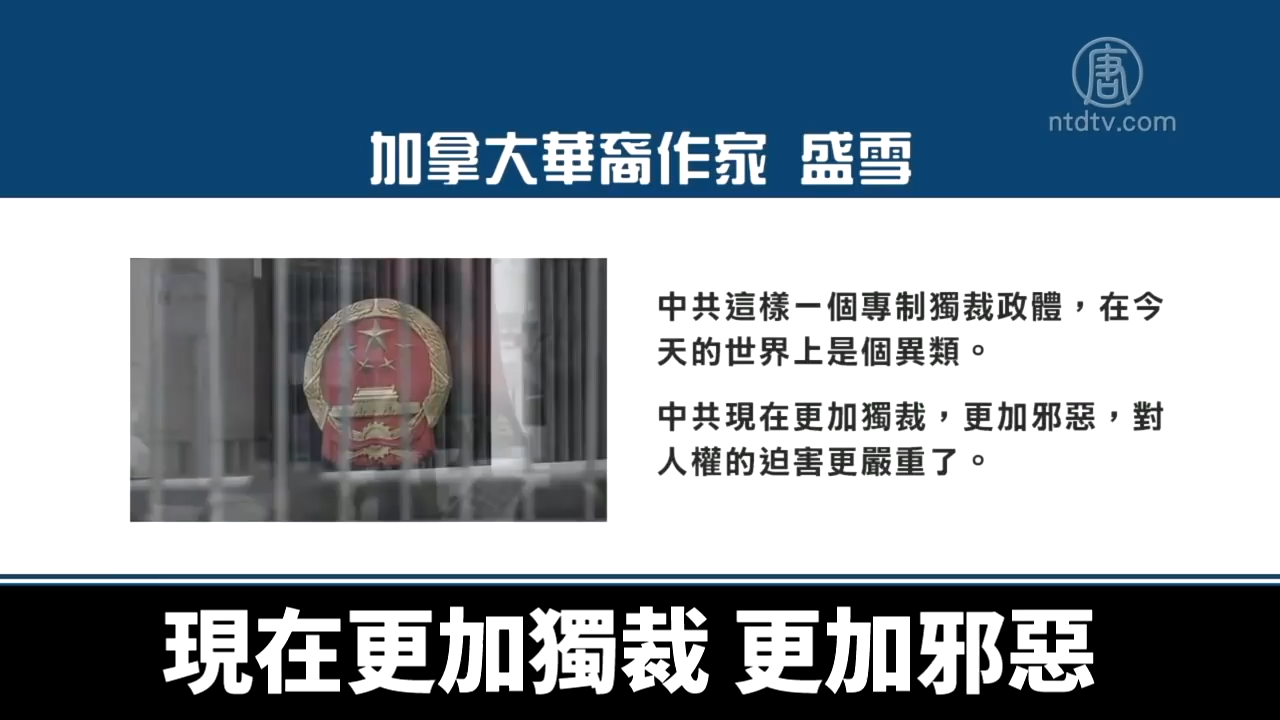 唐
ntdtv.com
加拿大華裔作家 盛雪
中共這樣一個專制獨裁政體，在今
天的世界上是個異類。
中共現在更加獨裁，更加邪惡，對
人權的迫害更嚴重了。
現在更加獨裁 更加邪惡